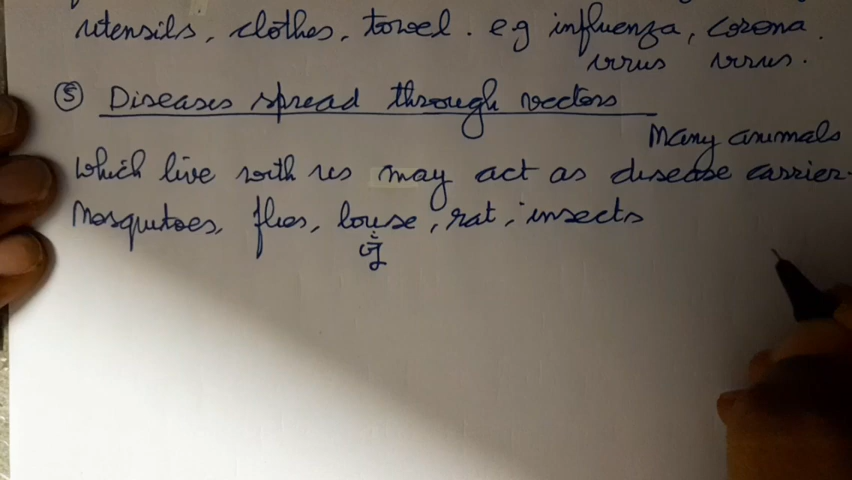 utensils, clothes, towel. eg influenza, corona.
virus virus.
⑤ Diseases spread through vectors
Many animals
which live with us may act as disease carrier.
Mosquitoes, flies, louse, rat, insects